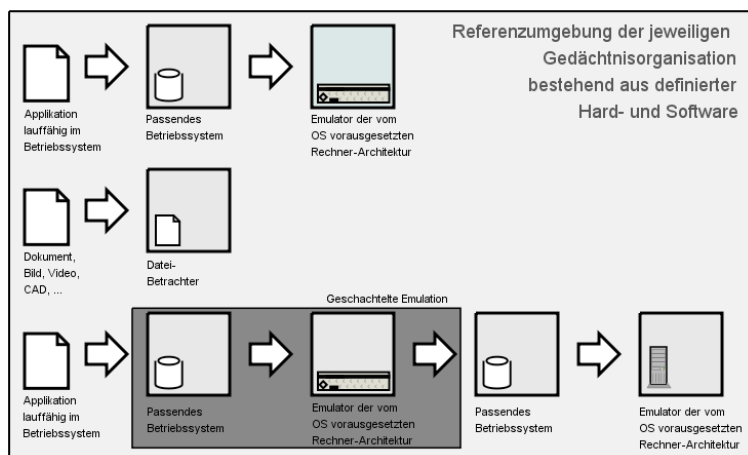 Referenzumgebung der jeweiligen
Gedächtnisorganisation
bestehend aus definierter
Hard- und Software
Applikation
lauffähig im
Betriebssystem
Passendes
Betriebssystem
Emulator der vom
OS vorausgesetzten
Rechner-Architektur
Dokument,
Bild, Video,
CAD, ...
Datei-
Betrachter
Geschachtelte Emulation
Applikation
lauffähig im
Betriebssystem
Passendes
Betriebssystem
Emulator der vom
OS vorausgesetzten
Rechner-Architektur
Passendes
Betriebssystem
Emulator der vom
OS vorausgesetzten
Rechner-Architektur